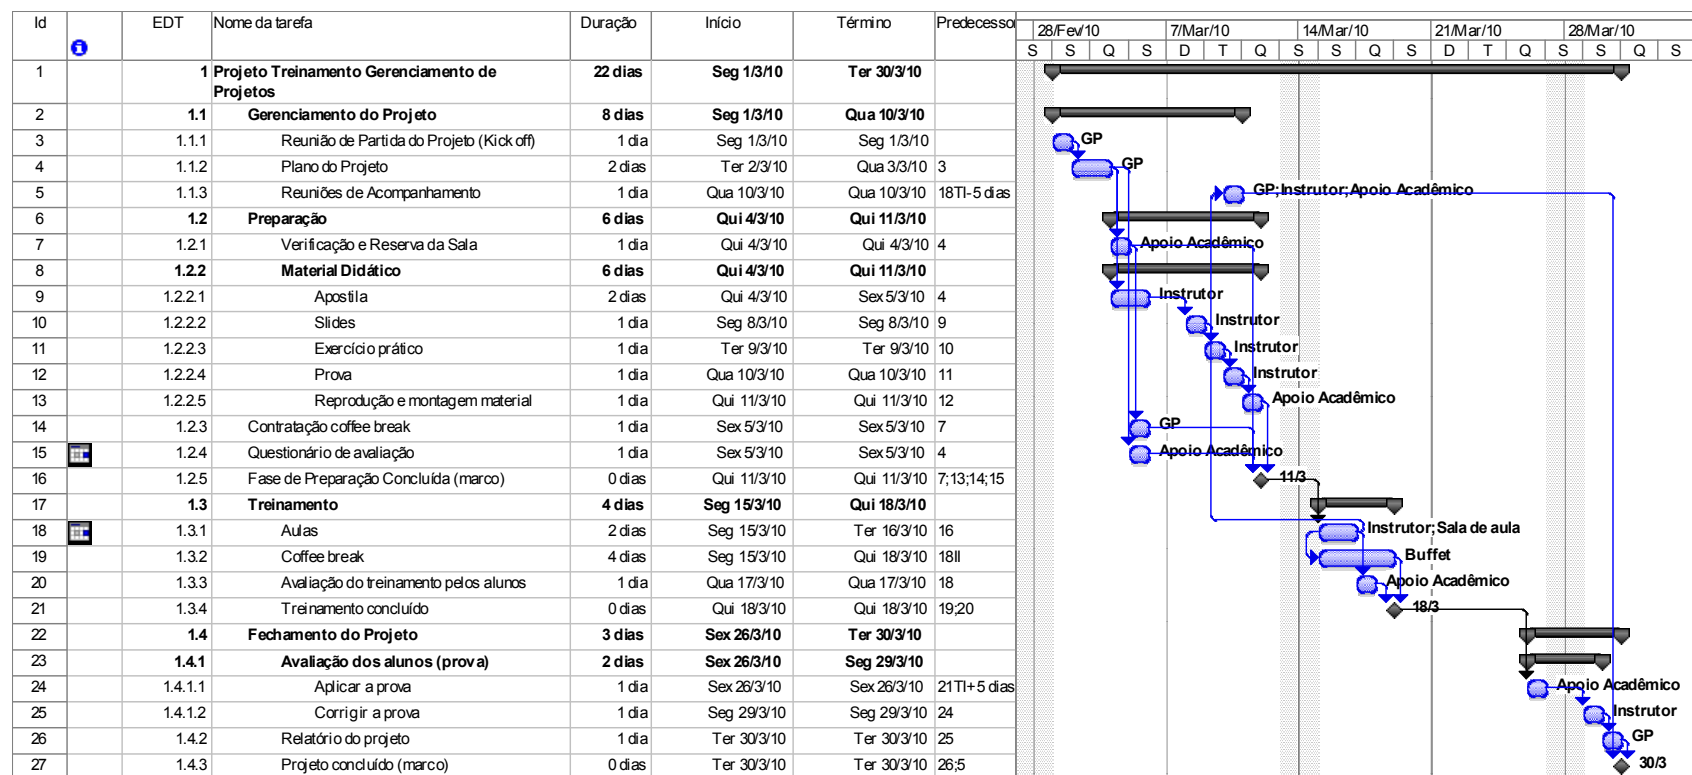 Id EDT Nome da tarefa Duração Início Término Predecesso
28/Fev/10 7/Mar/10 14/Mar/10 21/Mar/10 28/Mar/10
S S Q S D T Q S S Q S D T Q S S Q S
1 1 Projeto Treinamento Gerenciamento de 22 dias Seg 1/3/10 Ter 30/3/10
Projetos
2 1.1 Gerenciamento do Projeto 8 dias Seg 1/3/10 Qua 10/3/10
3 1.1.1 Reunião de Partida do Projeto (Kick off) 1 dia Seg 1/3/10 Seg 1/3/10 GP
4 1.1.2 Plano do Projeto 2 dias Ter 2/3/10 Qua 3/3/10 3 GP
5 1.1.3 Reuniões de Acompanhamento 1 dia Qua 10/3/10 Qua 10/3/10 18TI-5 dias GP;Instrutor;Apoio Acadêmico
6 1.2 Preparação 6 dias Qui 4/3/10 Qui 11/3/10
7 1.2.1 Verificação e Reserva da Sala 1 dia Qui 4/3/10 Qui 4/3/10 4 Apoio Acadêmico
8 1.2.2 Material Didático 6 dias Qui 4/3/10 Qui 11/3/10
9 1.2.2.1 Apostila 2 dias Qui 4/3/10 Sex 5/3/10 4 Instrutor
10 1.2.2.2 Slides 1 dia Seg 8/3/10 Seg 8/3/10 9 Instrutor
11 1.2.2.3 Exercício prático 1 dia Ter 9/3/10 Ter 9/3/10 10 Instrutor
12 1.2.2.4 Prova 1 dia Qua 10/3/10 Qua 10/3/10 11 Instrutor
13 1.2.2.5 Reprodução e montagem material 1 dia Qui 11/3/10 Qui 11/3/10 12 Apoio Acadêmico
14 1.2.3 Contratação coffee break 1 dia Sex 5/3/10 Sex 5/3/10 7 GP
15 1.2.4 Questionário de avaliação 1 dia Sex 5/3/10 Sex 5/3/10 4 Apoio Acadêmico
16 1.2.5 Fase de Preparação Concluída (marco) 0 dias Qui 11/3/10 Qui 11/3/10 7;13;14;15 11/3
17 1.3 Treinamento 4 dias Seg 15/3/10 Qui 18/3/10
18 1.3.1 Aulas 2 dias Seg 15/3/10 Ter 16/3/10 16 Instrutor;Sala de aula
19 1.3.2 Coffee break 4 dias Seg 15/3/10 Qui 18/3/10 18II Buffet
20 1.3.3 Avaliação do treinamento pelos alunos 1 dia Qua 17/3/10 Qua 17/3/10 18 Apoio Acadêmico
21 1.3.4 Treinamento concluído 0 dias Qui 18/3/10 Qui 18/3/10 19;20 18/3
22 1.4 Fechamento do Projeto 3 dias Sex 26/3/10 Ter 30/3/10
23 1.4.1 Avaliação dos alunos (prova) 2 dias Sex 26/3/10 Seg 29/3/10
24 1.4.1.1 Aplicar a prova 1 dia Sex 26/3/10 Sex 26/3/10 21TI+5 dias Apoio Acadêmico
25 1.4.1.2 Corrigir a prova 1 dia Seg 29/3/10 Seg 29/3/10 24 Instrutor
26 1.4.2 Relatório do projeto 1 dia Ter 30/3/10 Ter 30/3/10 25 GP
27 1.4.3 Projeto concluído (marco) 0 dias Ter 30/3/10 Ter 30/3/10 26;5 30/3